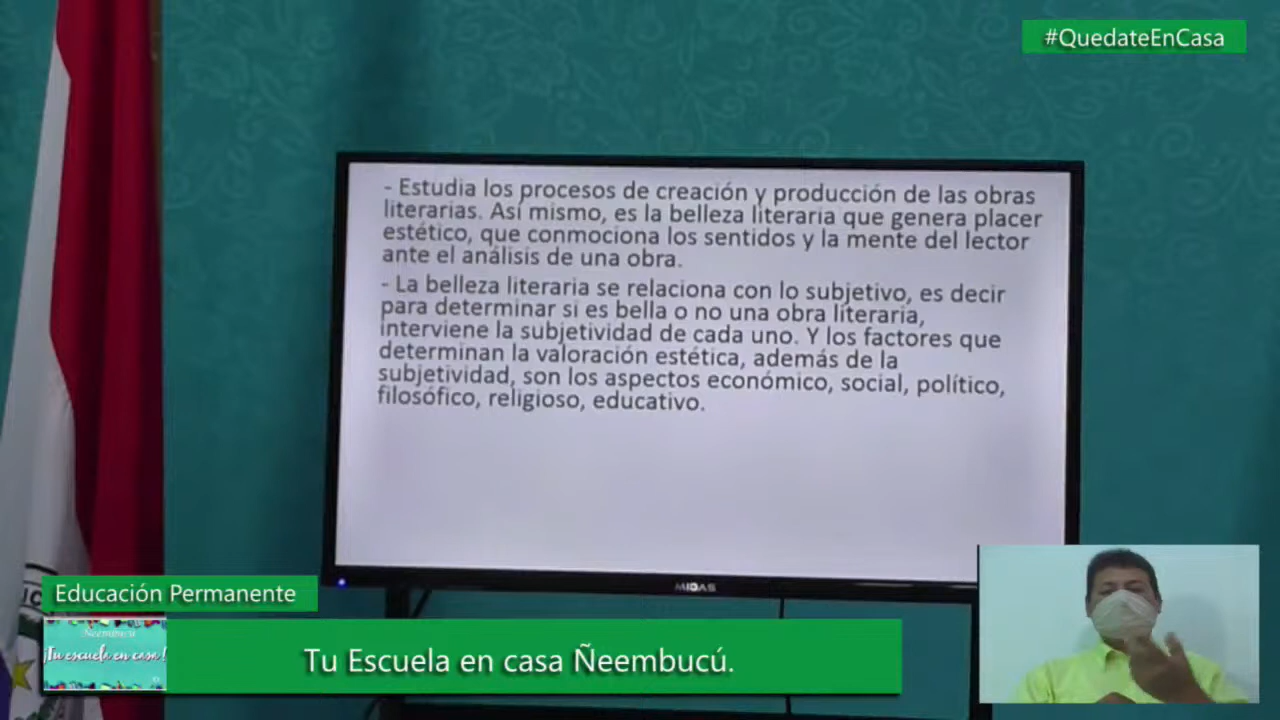 #QuedateEnCasa
- Estudia los procesos de creación y producción de las obras
literarias. Así mismo, es la belleza literaria que genera placer
estético, que conmociona los sentidos y la mente del lector
ante el análisis de una obra.
- La belleza literaria se relaciona con lo subjetivo, es decir
para determinar si es bella o no una obra literaria,
interviene la subjetividad de cada uno. Y los factores que
determinan la valoración estética, además de la
subjetividad, son los aspectos económico, social, político,
filosófico, religioso, educativo.
MIDAS
Educación Permanente
Ñeembucú
¡Tu escuela en casa!
Tu Escuela en casa Ñeembucú.